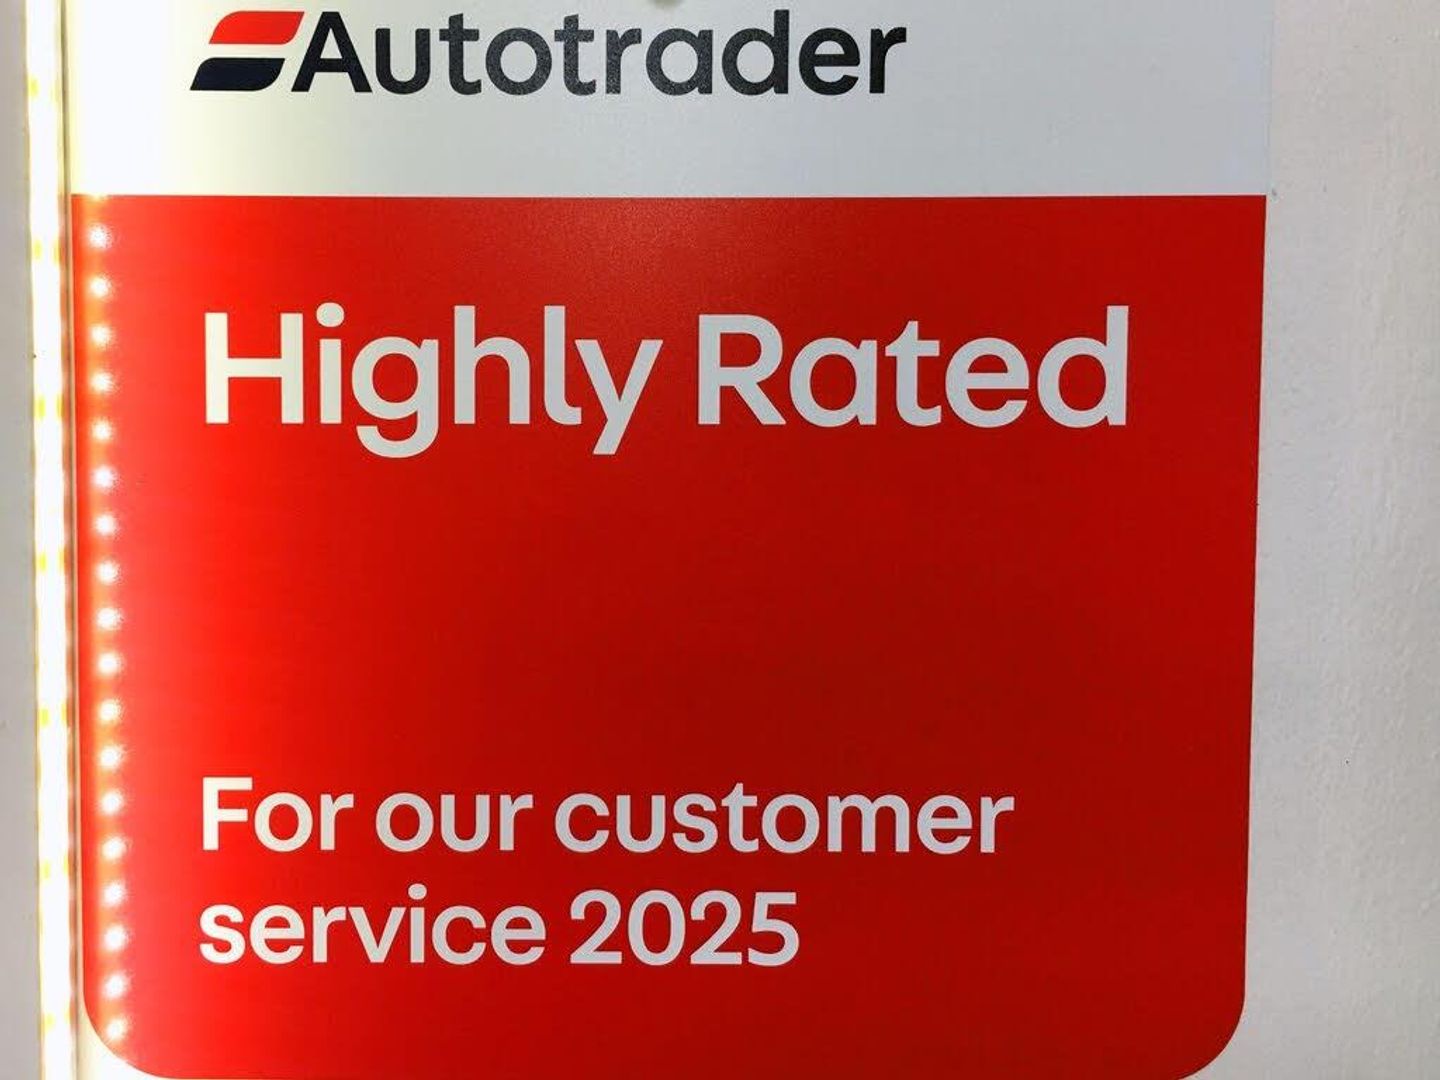 Autotrader
Highly Rated
For our customer
service 2025